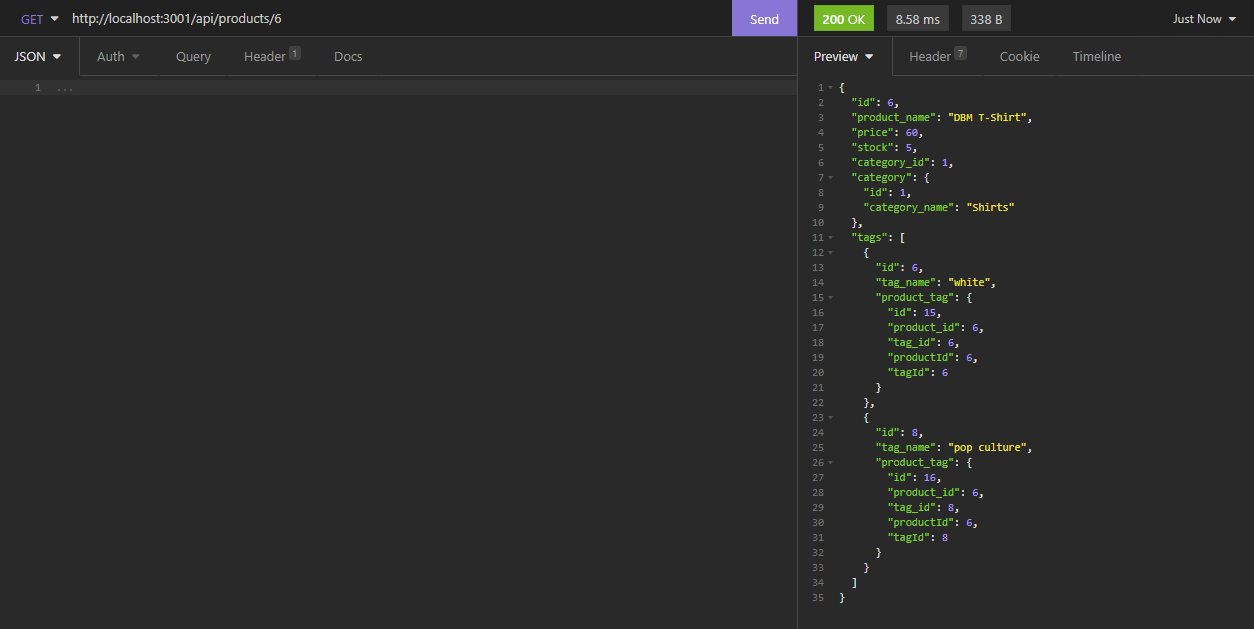 GET http://localhost:3001/api/products/6 Send 200 OK 8.58 ms 338 B Just Now
JSON Auth Query Header 1 Docs Preview Header 7 Cookie Timeline
1 ...
1 {
2 "id": 6,
3 "product_name": "DBM T-Shirt",
4 "price": 60,
5 "stock": 5,
6 "category_id": 1,
7 "category": {
8 "id": 1,
9 "category_name": "Shirts"
10 },
11 "tags": [
12 {
13 "id": 6,
14 "tag_name": "white",
15 "product_tag": {
16 "id": 15,
17 "product_id": 6,
18 "tag_id": 6,
19 "productId": 6,
20 "tagId": 6
21 }
22 },
23 {
24 "id": 8,
25 "tag_name": "pop culture",
26 "product_tag": {
27 "id": 16,
28 "product_id": 6,
29 "tag_id": 8,
30 "productId": 6,
31 "tagId": 8
32 }
33 }
34 ]
35 }